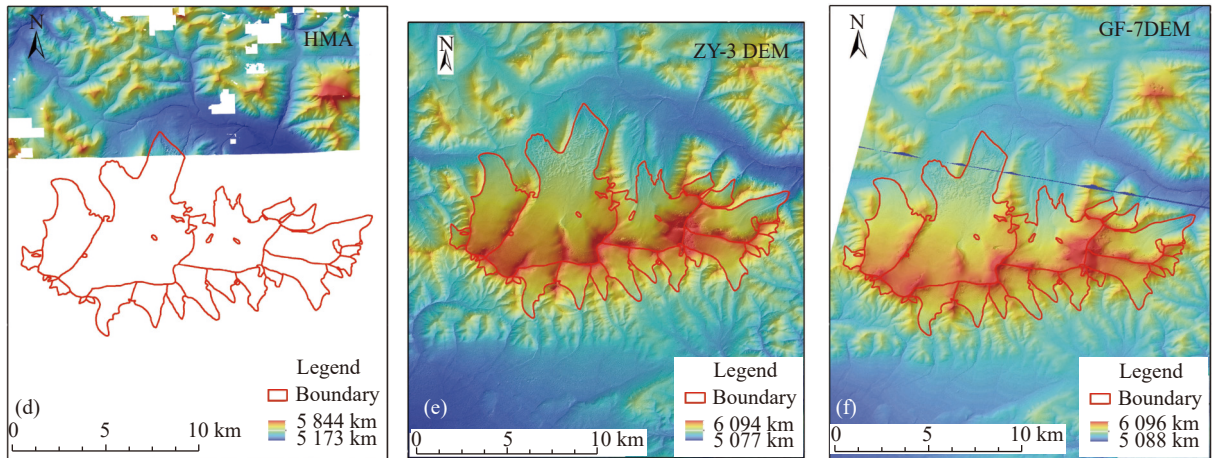 N
HMA
Legend
Boundary
5 844 km
5 173 km
(d)
0 5 10 km
N
ZY-3 DEM
Legend
Boundary
6 094 km
5 077 km
(e)
0 5 10 km
N
GF-7DEM
Legend
Boundary
6 096 km
5 088 km
(f)
0 5 10 km